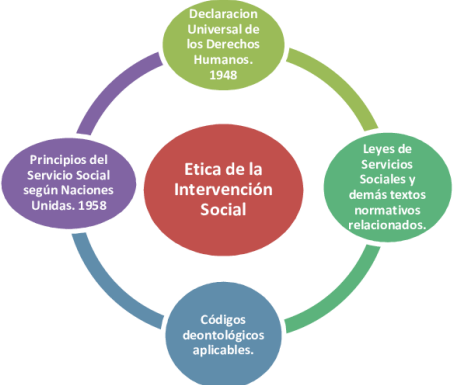 Declaracion
Universal de
los Derechos
Humanos.
1948
Principios del
Servicio Social
según Naciones
Unidas. 1958
Etica de la
Intervención
Social
Leyes de
Servicios
Sociales y
demás textos
normativos
relacionados.
Códigos
deontológicos
aplicables.